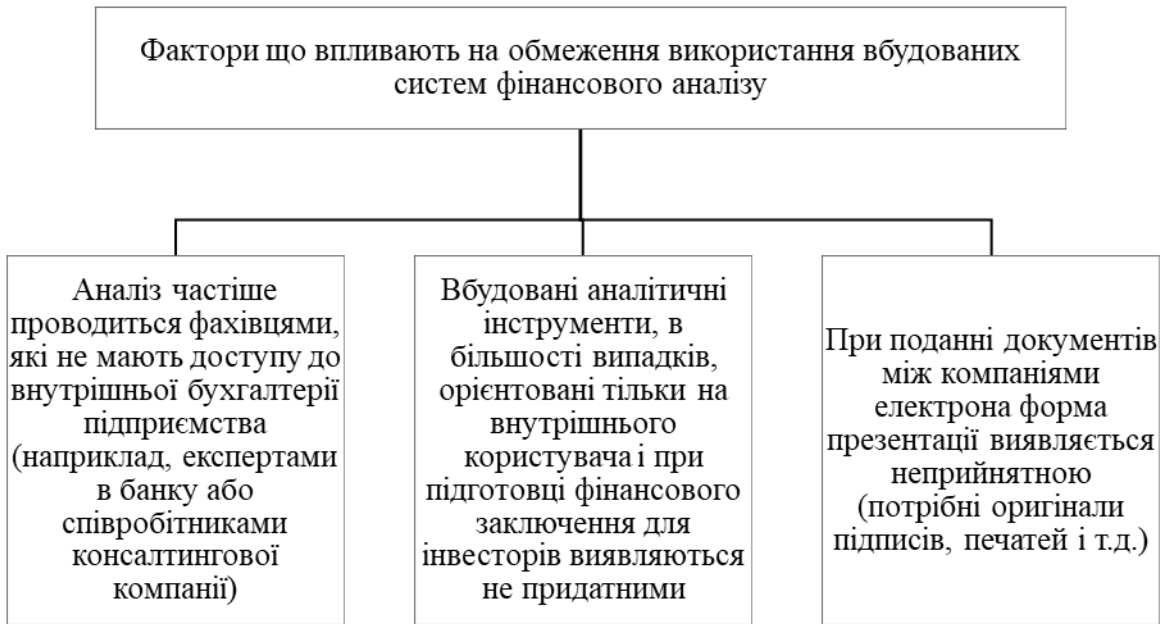 Фактори що впливають на обмеження використання вбудованих
систем фінансового аналізу
Аналіз частіше
проводиться фахівцями,
які не мають доступу до
внутрішньої бухгалтерії
підприємства
(наприклад, експертами
в банку або
співробітниками
консалтингової
компанії)
Вбудовані аналітичні
інструменти, в
більшості випадків,
орієнтовані тільки на
внутрішнього
користувача і при
підготовці фінансового
заключення для
інвесторів виявляються
не придатними
При поданні документів
між компаніями
електрона форма
презентації виявляється
неприйнятною
(потрібні оригінали
підписів, печатей і т.д.)